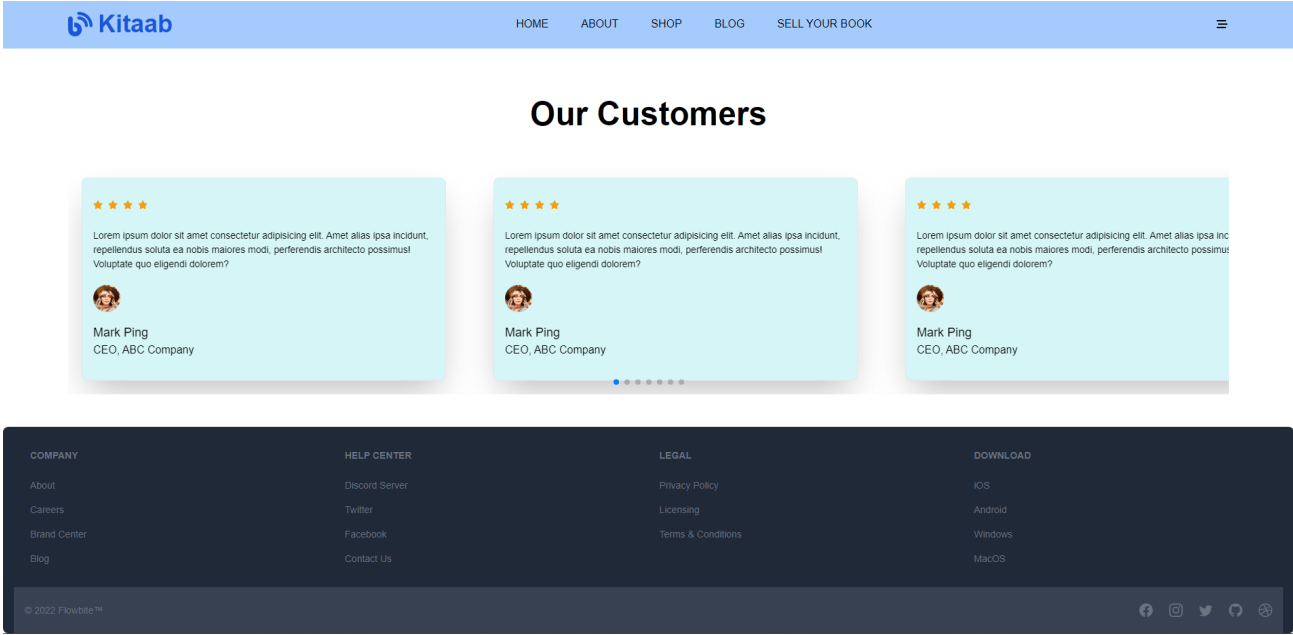 Kitaab
HOME ABOUT SHOP BLOG SELL YOUR BOOK
Our Customers
Lorem ipsum dolor sit amet consectetur adipisicing elit. Amet alias ipsa incidunt,
repellendus soluta ea nobis maiores modi, perferendis architecto possimus!
Voluptate quo eligendi dolorem?
Mark Ping
CEO, ABC Company
Lorem ipsum dolor sit amet consectetur adipisicing elit. Amet alias ipsa incidunt,
repellendus soluta ea nobis maiores modi, perferendis architecto possimus!
Voluptate quo eligendi dolorem?
Mark Ping
CEO, ABC Company
Lorem ipsum dolor sit amet consectetur adipisicing elit. Amet alias ipsa inc
repellendus soluta ea nobis maiores modi, perferendis architecto possimus
Voluptate quo eligendi dolorem?
Mark Ping
CEO, ABC Company
COMPANY
About
Careers
Brand Center
Blog
HELP CENTER
Discord Server
Twitter
Facebook
Contact Us
LEGAL
Privacy Policy
Licensing
Terms & Conditions
DOWNLOAD
iOS
Android
Windows
MacOS
© 2022 Flowbite™